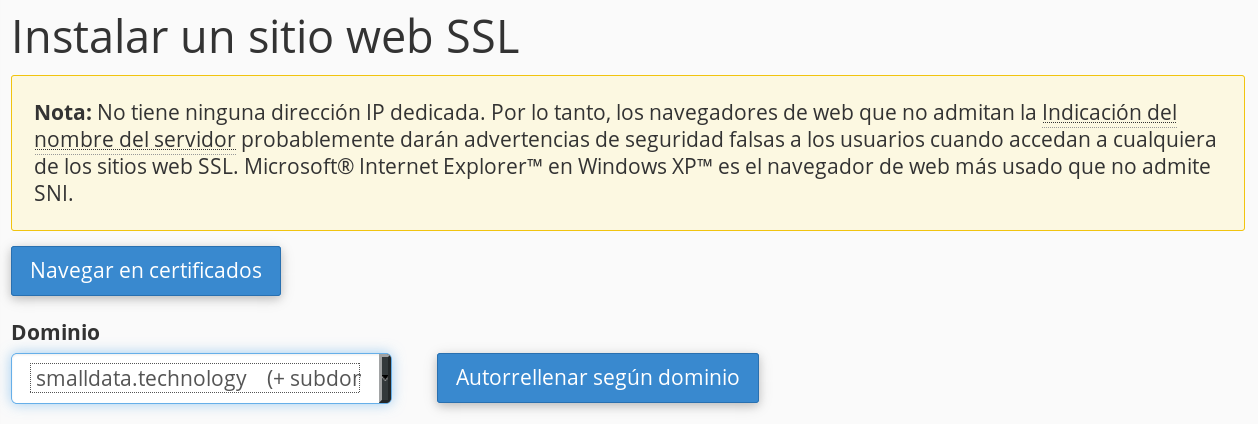 Instalar un sitio web SSL
Nota: No tiene ninguna dirección IP dedicada. Por lo tanto, los navegadores de web que no admitan la Indicación del
nombre del servidor probablemente darán advertencias de seguridad falsas a los usuarios cuando accedan a cualquiera
de los sitios web SSL. Microsoft® Internet Explorer™ en Windows XP™ es el navegador de web más usado que no admite
SNI.
Navegar en certificados
Dominio
smalldata.technology (+ subdor
Autorrellenar según dominio